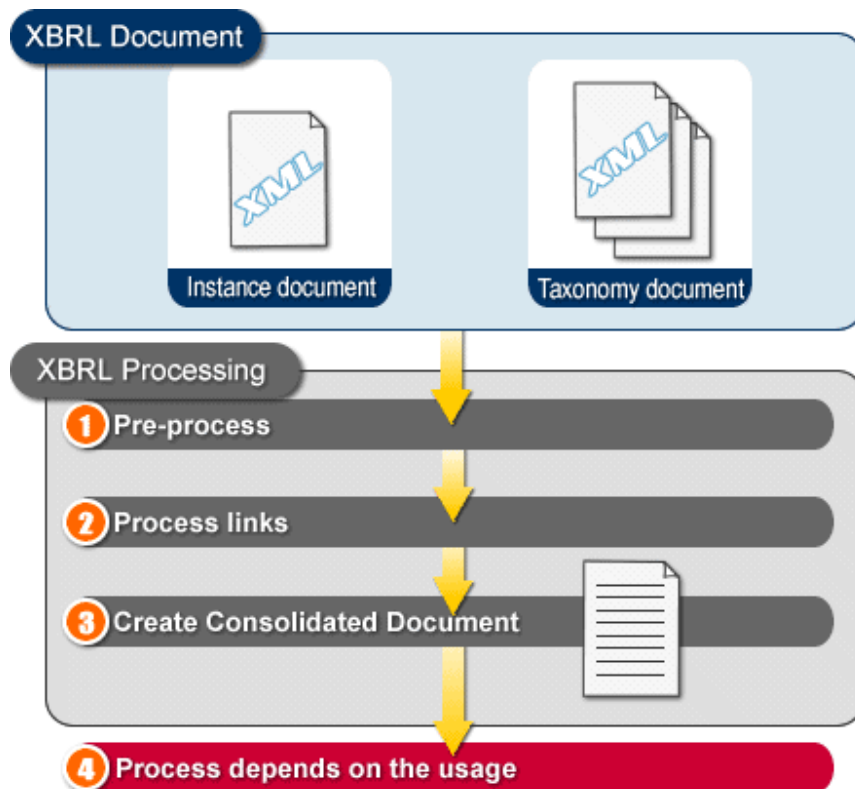 XBRL Document
XML
XML
Instance document
Taxonomy document
XBRL Processing
1 Pre-process
2 Process links
3 Create Consolidated Document
4 Process depends on the usage